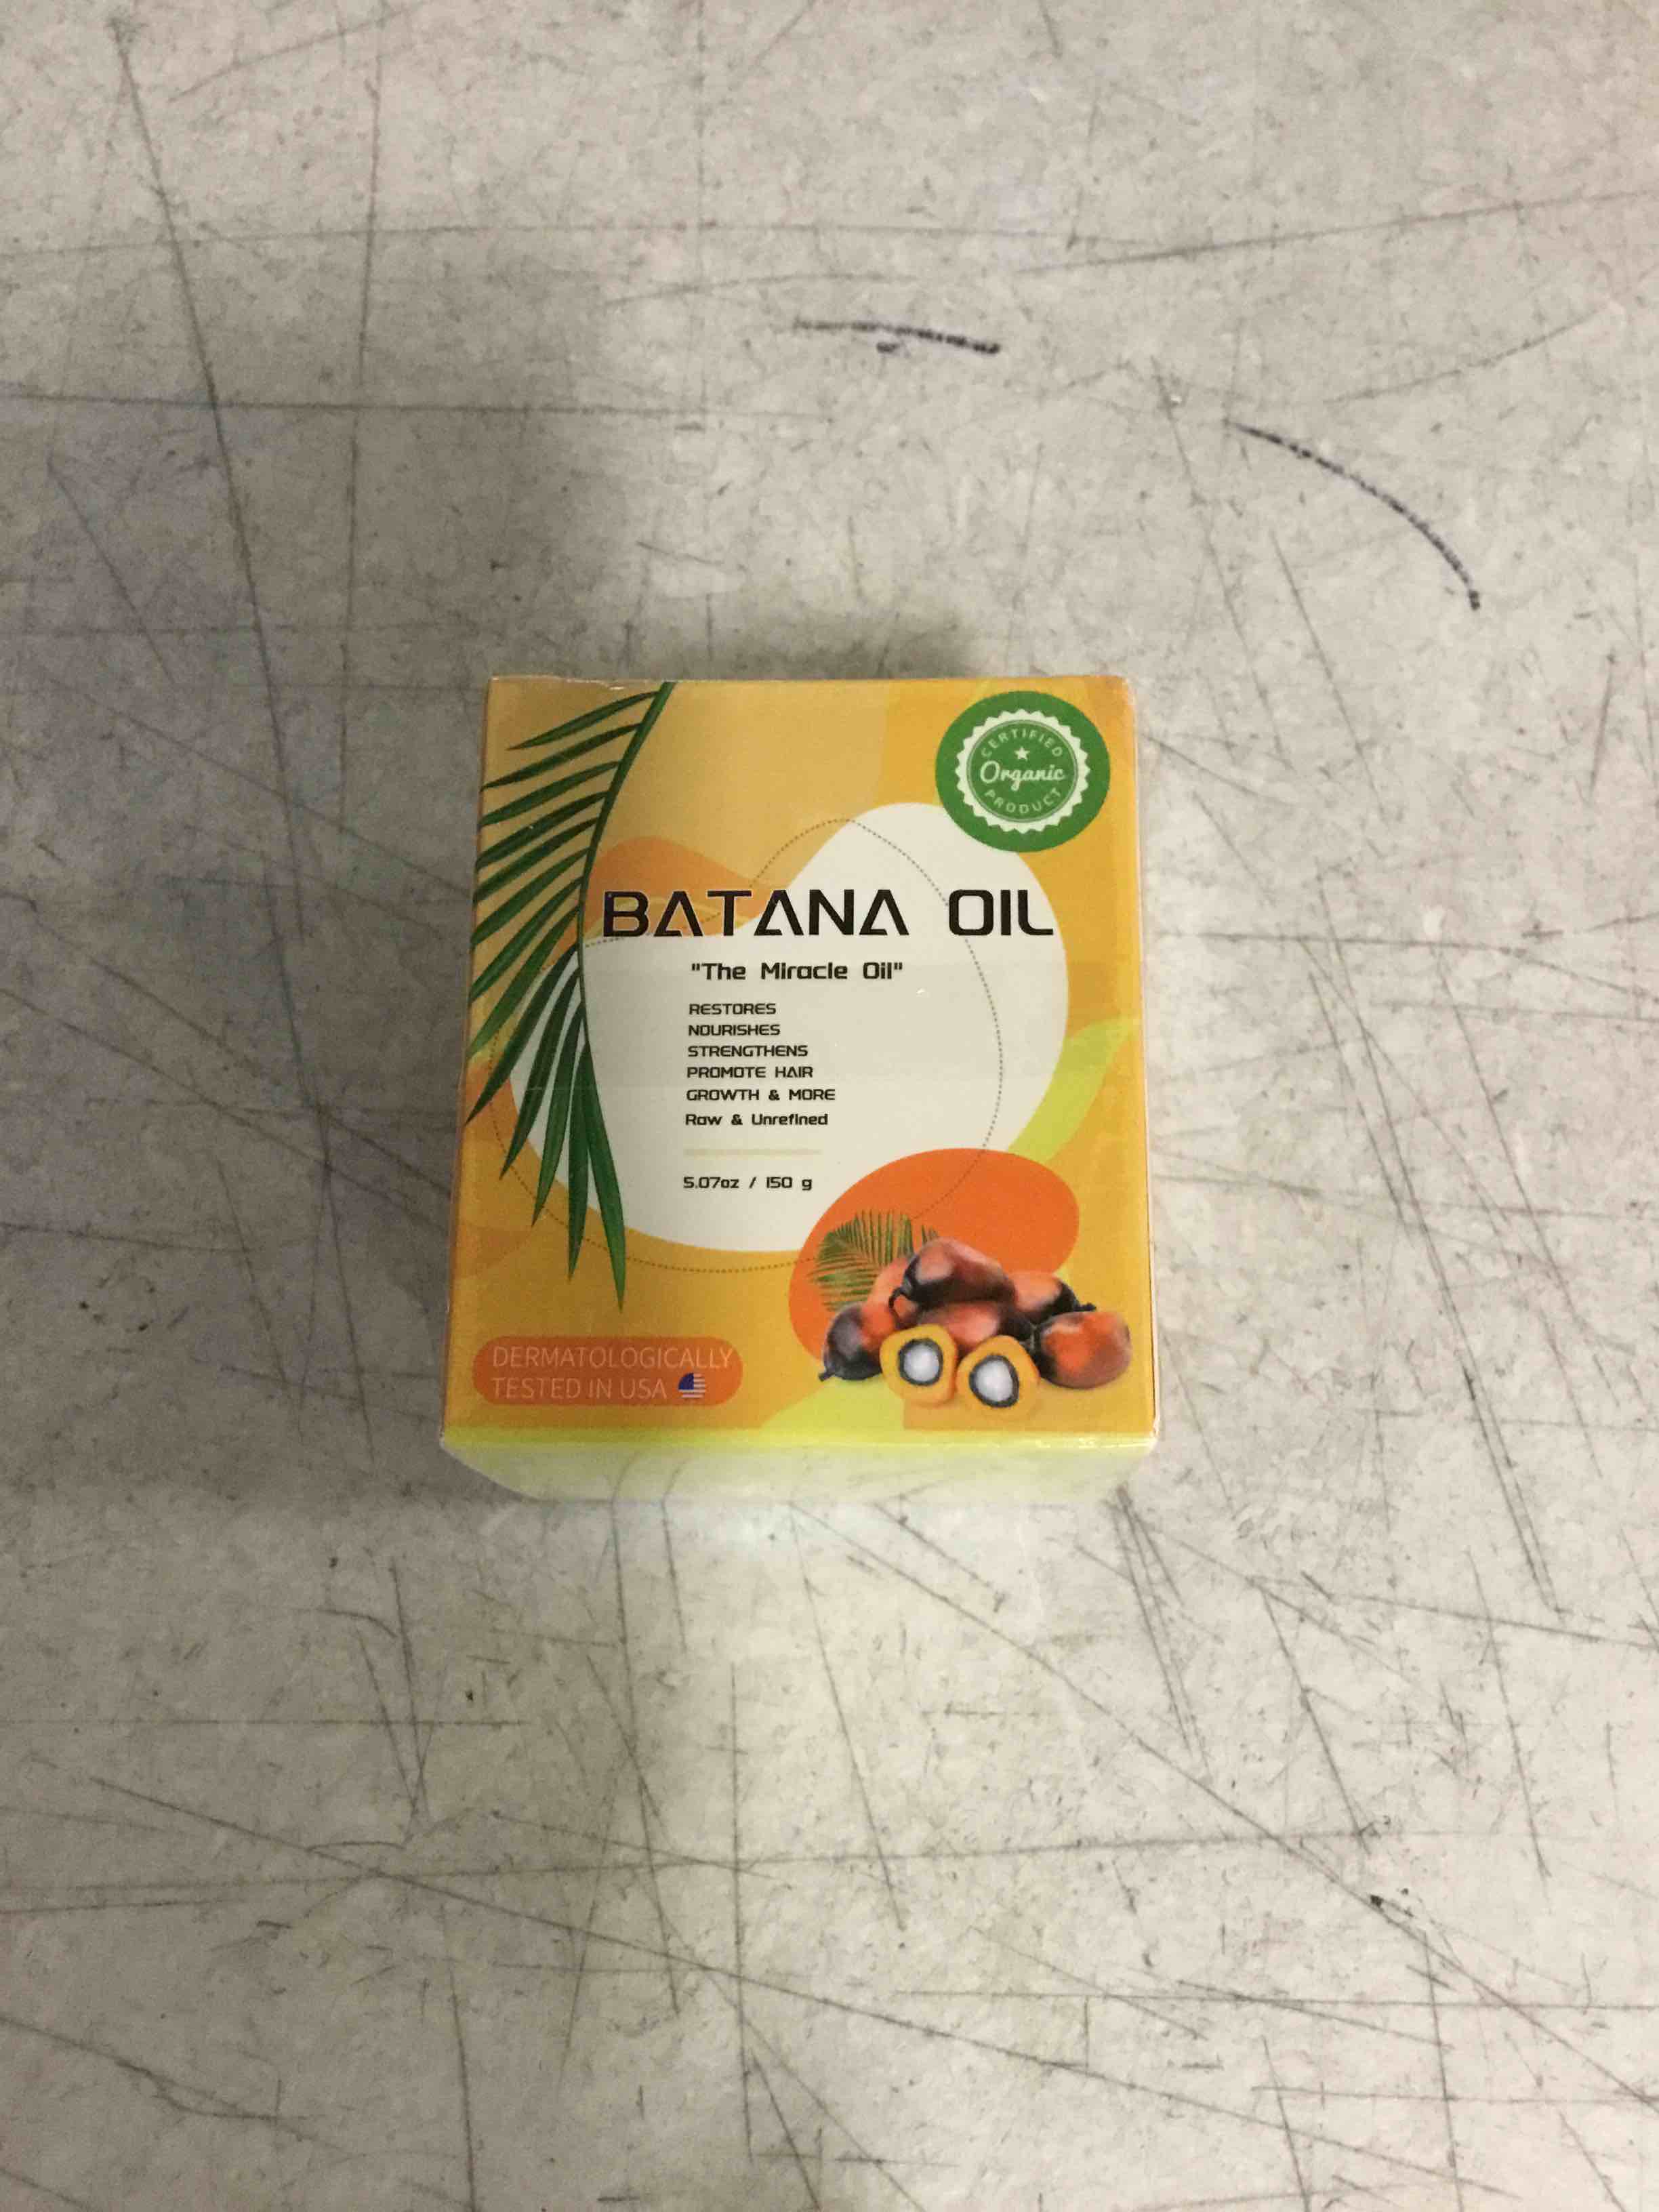 CERTIFIED
Organic
PRODUCT
BATANA OIL
"The Miracle Oil"
RESTORES
NOURISHES
STRENGTHENS
PROMOTE HAIR
GROWTH & MORE
Raw & Unrefined
5.07oz / 150 g
DERMATOLOGICALLY
TESTED IN USA